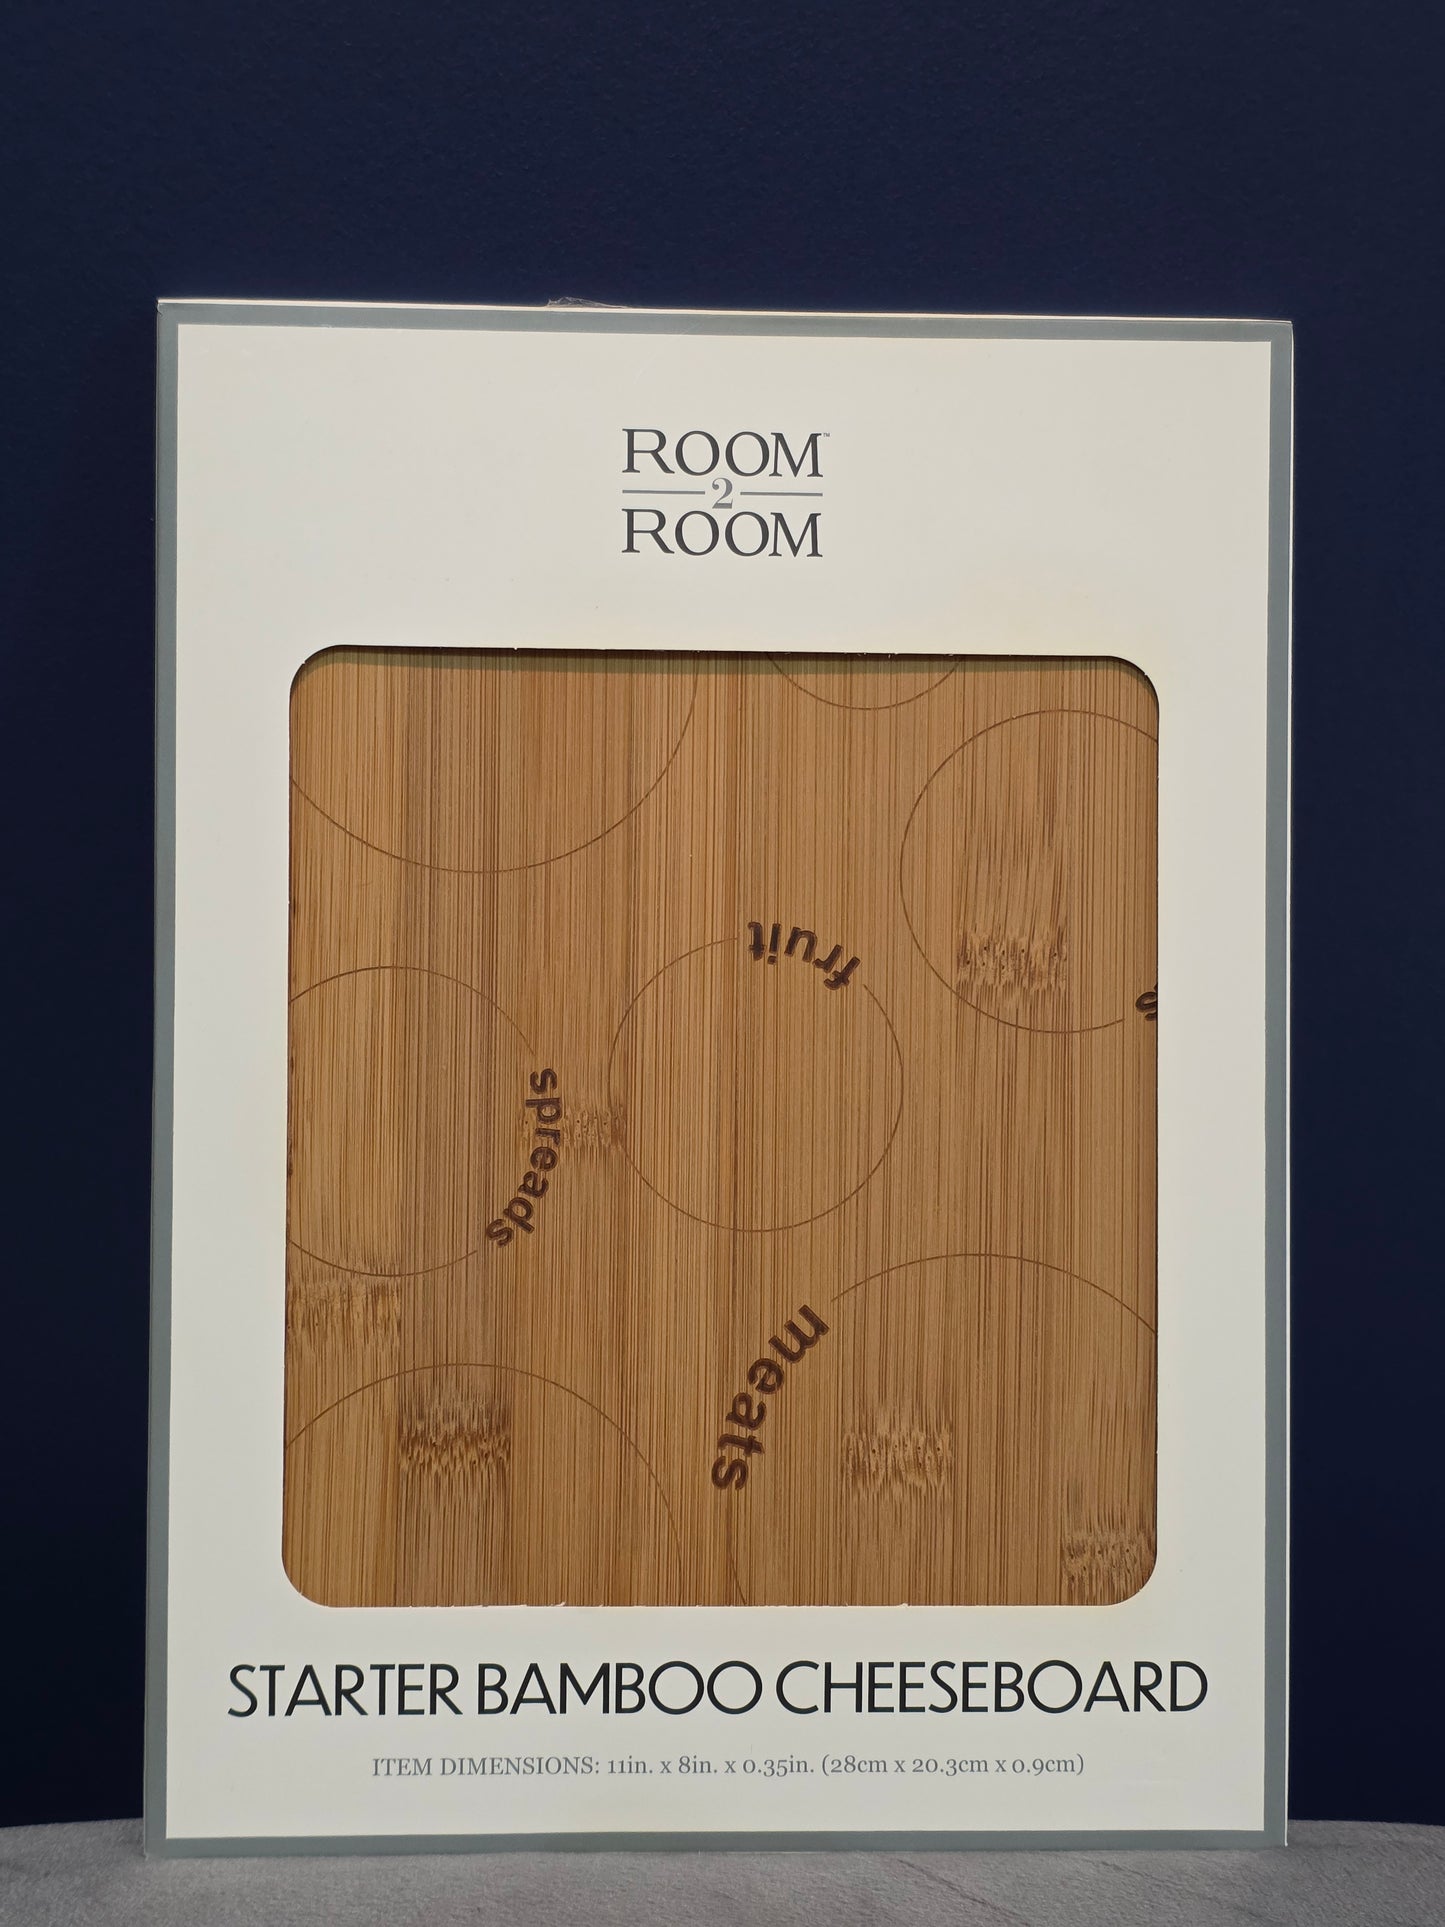 ROOM™
2
ROOM
fruit
s
spreads
meats
STARTER BAMBOO CHEESEBOARD
ITEM DIMENSIONS: 11in. x 8in. x 0.35in. (28cm x 20.3cm x 0.9cm)